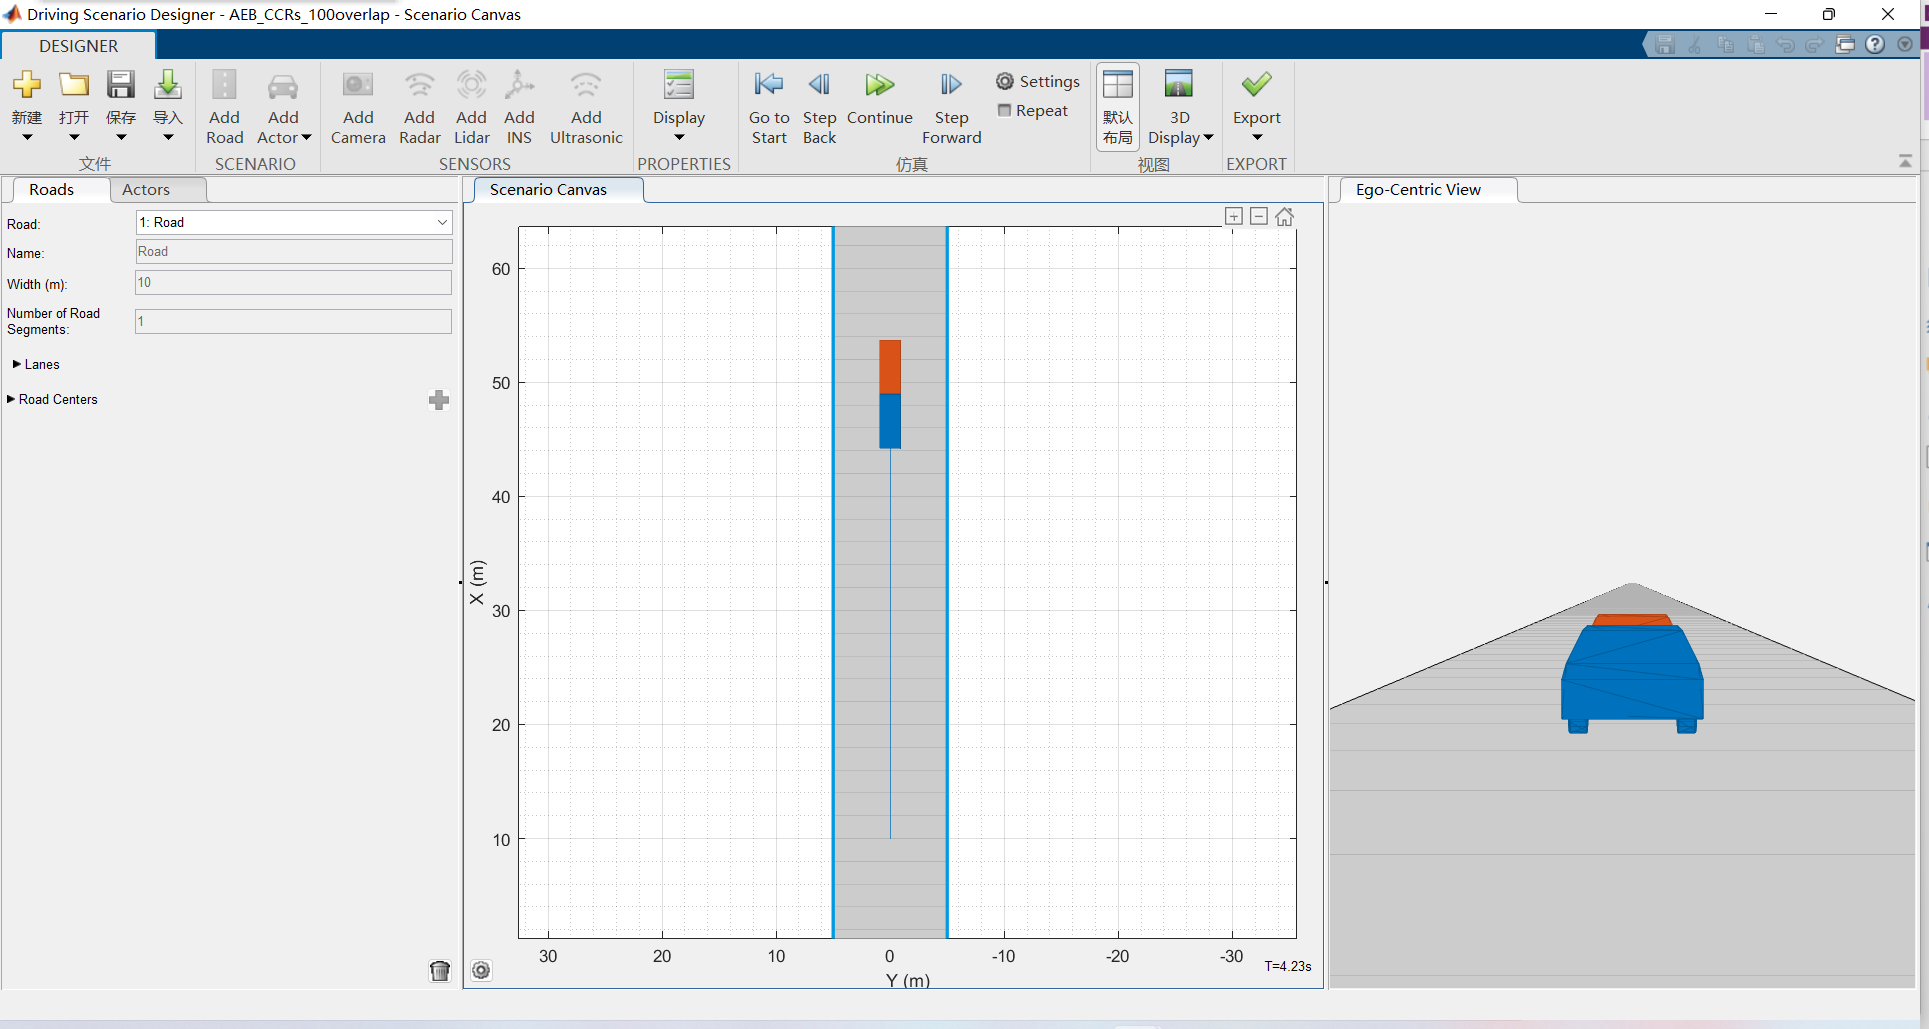 Driving Scenario Designer - AEB_CCRs_100overlap - Scenario Canvas
DESIGNER
新建
打开
保存
导入
文件
Add Road
Add Actor
SCENARIO
Add Camera
Add Radar
Add Lidar
Add INS
Add Ultrasonic
SENSORS
Display
PROPERTIES
Go to Start
Step Back
Continue
Step Forward
Settings
Repeat
仿真
默认布局
3D Display
视图
Export
EXPORT
Roads
Actors
Road:
1: Road
Name:
Road
Width (m):
10
Number of Road
Segments:
1
Lanes
Road Centers
Scenario Canvas
60
50
40
30
20
10
X (m)
30
20
10
0
-10
-20
-30
Y (m)
T=4.23s
Ego-Centric View